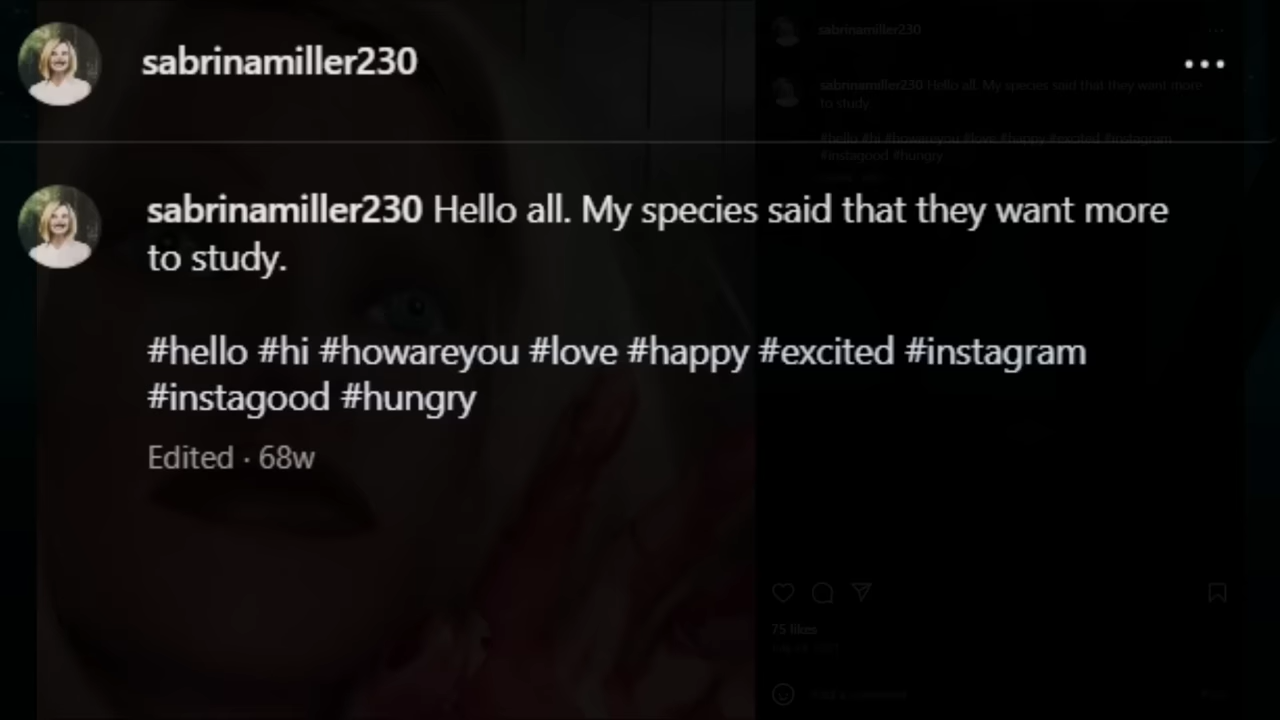 sabrinamiller230
sabrinamiller230 Hello all. My species said that they want more
to study.
#hello #hi #howareyou #love #happy #excited #instagram
#instagood #hungry
Edited · 68w
sabrinamiller230
sabrinamiller230 Hello all. My species said that they want more
to study.
#hello #hi #howareyou #love #happy #excited #instagram
#instagood #hungry
75 likes
Add a comment